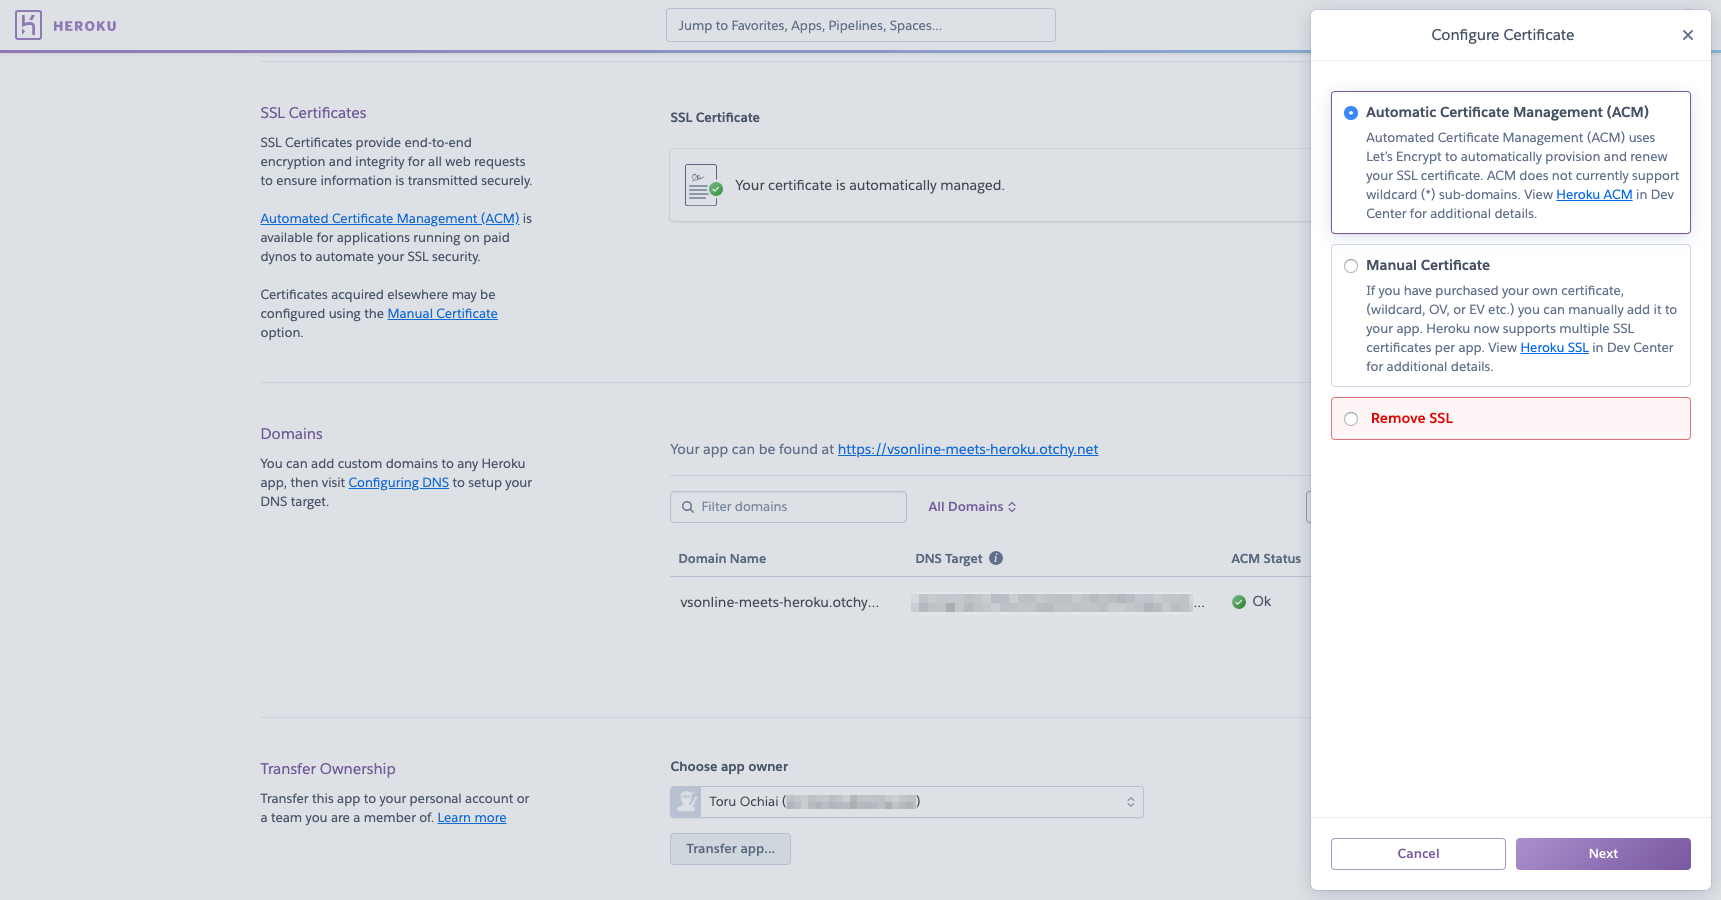 HEROKU
Jump to Favorites, Apps, Pipelines, Spaces...
SSL Certificates
SSL Certificates provide end-to-end
encryption and integrity for all web requests
to ensure information is transmitted securely.
Automated Certificate Management (ACM) is
available for applications running on paid
dynos to automate your SSL security.
Certificates acquired elsewhere may be
configured using the Manual Certificate
option.
SSL Certificate
Your certificate is automatically managed.
Domains
You can add custom domains to any Heroku
app, then visit Configuring DNS to setup your
DNS target.
Your app can be found at https://vsonline-meets-heroku.otchy.net
Filter domains
All Domains
Domain Name DNS Target ACM Status
vsonline-meets-heroku.otchy... ... Ok
Transfer Ownership
Transfer this app to your personal account or
a team you are a member of. Learn more
Choose app owner
Toru Ochiai ( )
Transfer app...
Configure Certificate
Automatic Certificate Management (ACM)
Automated Certificate Management (ACM) uses
Let's Encrypt to automatically provision and renew
your SSL certificate. ACM does not currently support
wildcard (*) sub-domains. View Heroku ACM in Dev
Center for additional details.
Manual Certificate
If you have purchased your own certificate,
(wildcard, OV, or EV etc.) you can manually add it to
your app. Heroku now supports multiple SSL
certificates per app. View Heroku SSL in Dev Center
for additional details.
Remove SSL
Cancel
Next